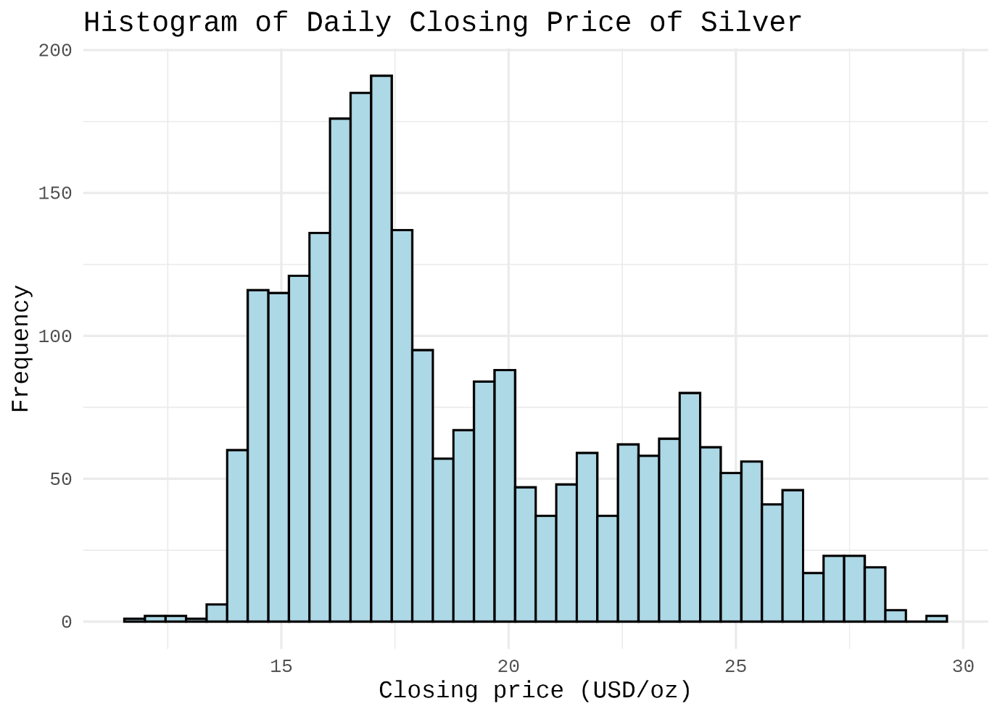 Histogram of Daily Closing Price of Silver
200
150
100
50
0
Frequency
15 20 25 30
Closing price (USD/oz)